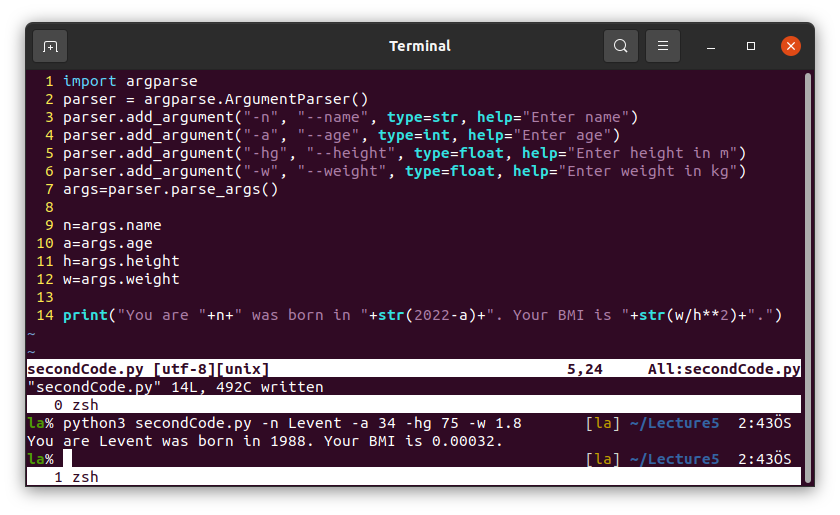 Terminal
1 import argparse
2 parser = argparse.ArgumentParser()
3 parser.add_argument("-n", "--name", type=str, help="Enter name")
4 parser.add_argument("-a", "--age", type=int, help="Enter age")
5 parser.add_argument("-hg", "--height", type=float, help="Enter height in m")
6 parser.add_argument("-w", "--weight", type=float, help="Enter weight in kg")
7 args=parser.parse_args()
8
9 n=args.name
10 a=args.age
11 h=args.height
12 w=args.weight
13
14 print("You are "+n+" was born in "+str(2022-a)+". Your BMI is "+str(w/h**2)+".")
~
~
secondCode.py [utf-8][unix] 5,24 All:secondCode.py
"secondCode.py" 14L, 492C written
0 zsh
la% python3 secondCode.py -n Levent -a 34 -hg 75 -w 1.8 [la] ~/Lecture5 2:43ÖS
You are Levent was born in 1988. Your BMI is 0.00032.
la% [la] ~/Lecture5 2:43ÖS
1 zsh